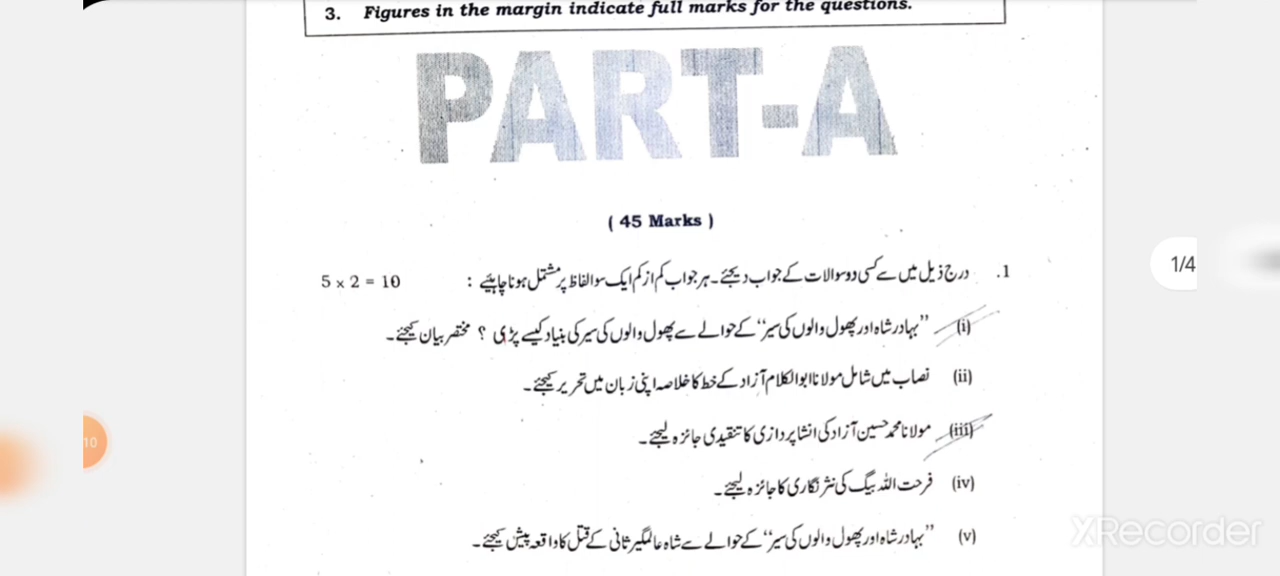 3. Figures in the margin indicate full marks for the questions.
PART-A
( 45 Marks )
1. درج ذیل میں سے کسی دو سوالات کے جواب دیجئے۔ ہر جواب کم از کم ایک سو الفاظ پر مشتمل ہونا چاہیئے : 5 x 2 = 10
(i) ”بہادر شاہ اور پھول والوں کی سیر“ کے حوالے سے پھول والوں کی سیر کی بنیاد کیسے پڑی ؟ مختصر بیان کیجئے۔
(ii) نصاب میں شامل مولانا ابوالکلام آزاد کے خط کا خلاصہ اپنی زبان میں تحریر کیجئے۔
(iii) مولانا محمد حسین آزاد کی انشا پردازی کا تنقیدی جائزہ لیجئے۔
(iv) فرحت اللہ بیگ کی نثر نگاری کا جائزہ لیجئے۔
(v) ”بہادر شاہ اور پھول والوں کی سیر“ کے حوالے سے شاہ عالمگیر ثانی کے قتل کا واقعہ پیش کیجئے۔
1/4
10
XRecorder